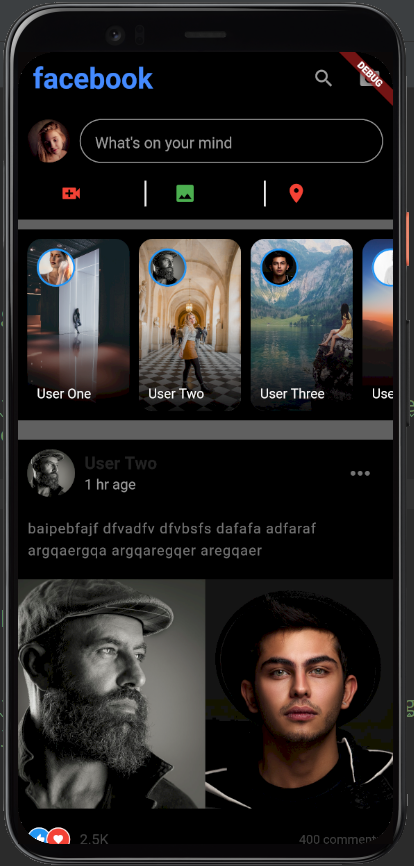 facebook
DEBUG
What's on your mind
User One
User Two
User Three
Use
User Two
1 hr age
baipebfajf dfvadfv dfvbsfs dafafa adfaraf
argqaergqa argqaregqer aregqaer
2.5K
400 comment